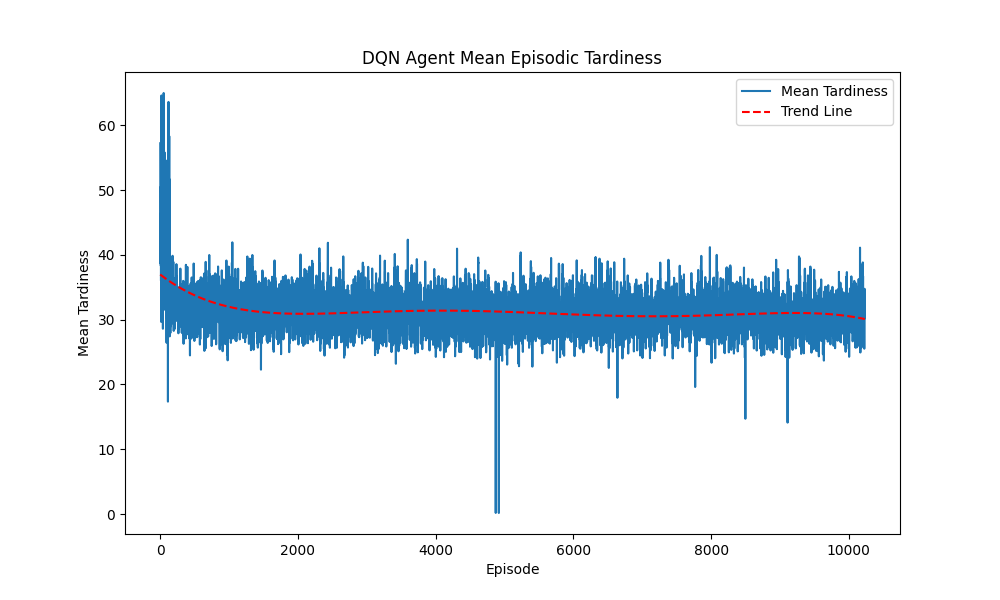 DQN Agent Mean Episodic Tardiness
Mean Tardiness
Trend Line
60
50
40
30
20
10
0
Mean Tardiness
0 2000 4000 6000 8000 10000
Episode